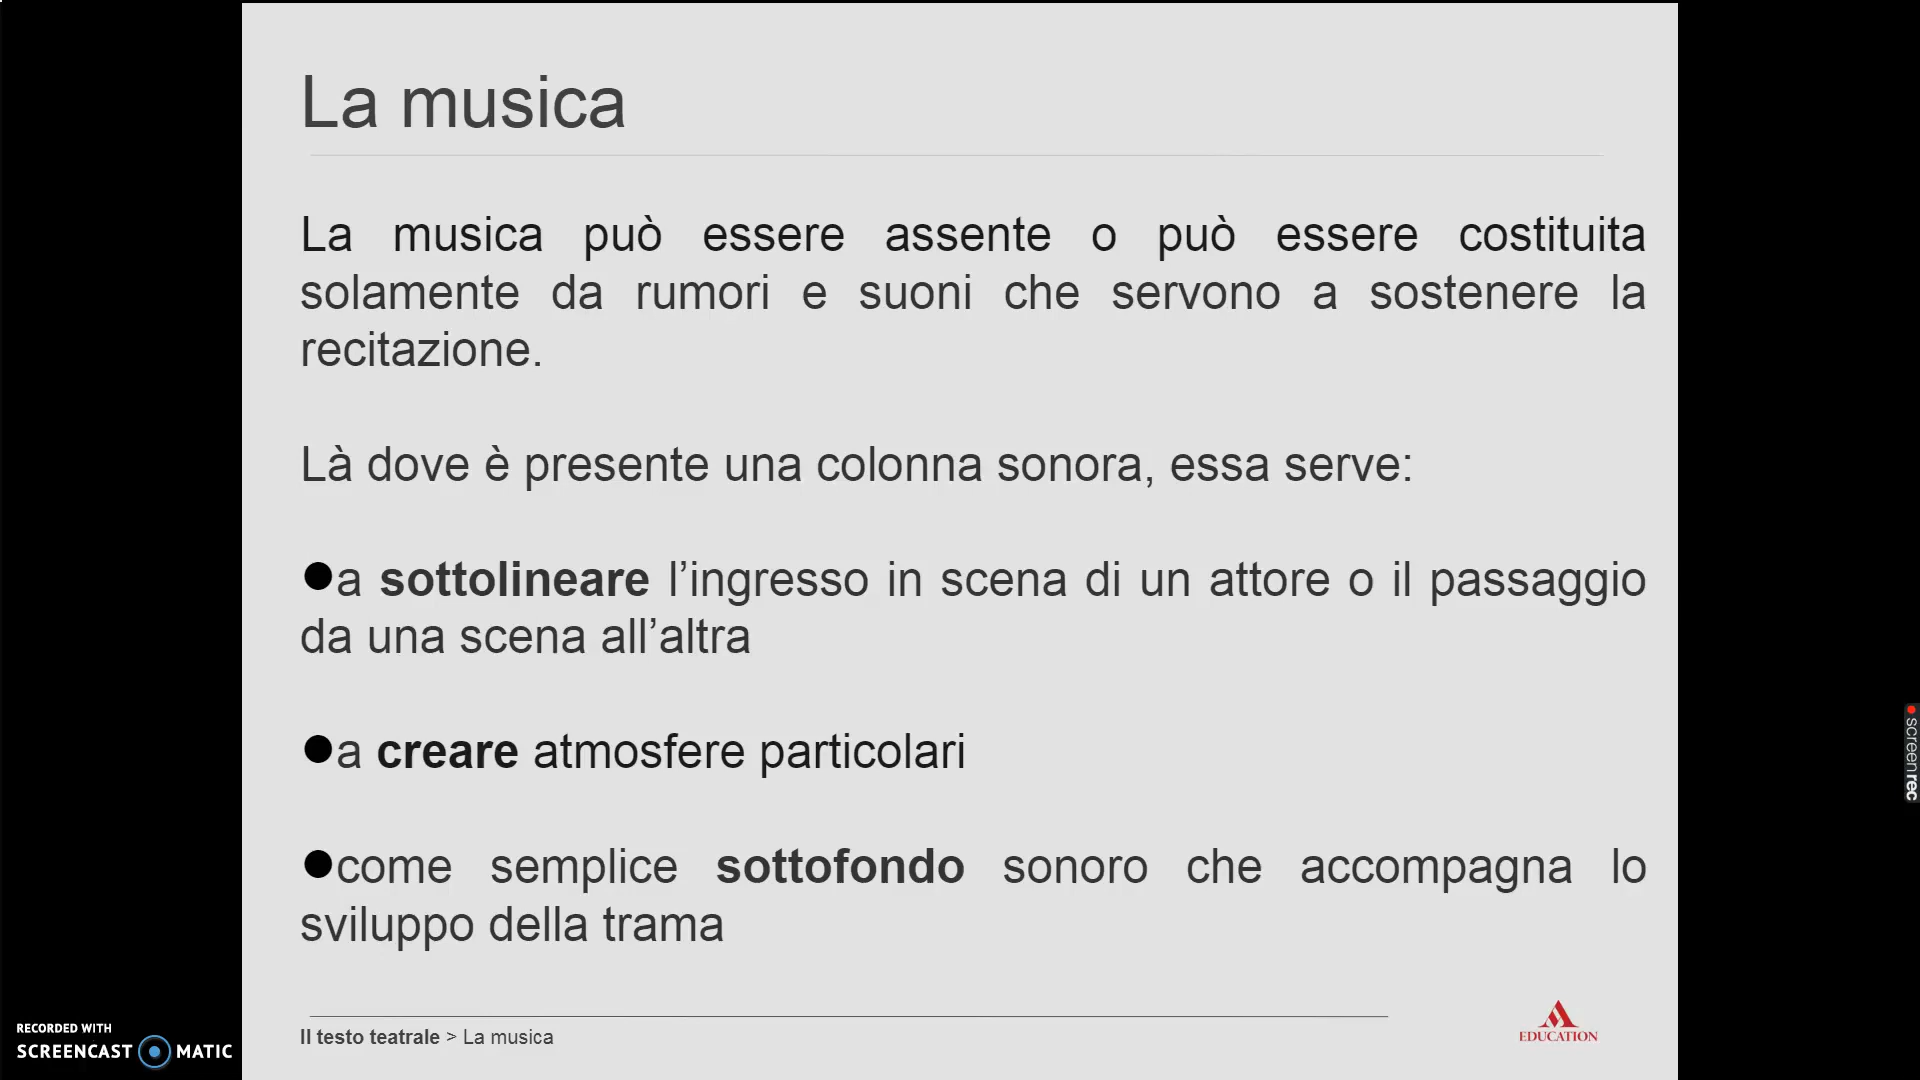 La musica
La musica può essere assente o può essere costituita
solamente da rumori e suoni che servono a sostenere la
recitazione.
Là dove è presente una colonna sonora, essa serve:
●a sottolineare l’ingresso in scena di un attore o il passaggio
da una scena all’altra
●a creare atmosfere particolari
●come semplice sottofondo sonoro che accompagna lo
sviluppo della trama
Il testo teatrale > La musica
EDUCATION
RECORDED WITH
SCREENCAST MATIC
screenrec